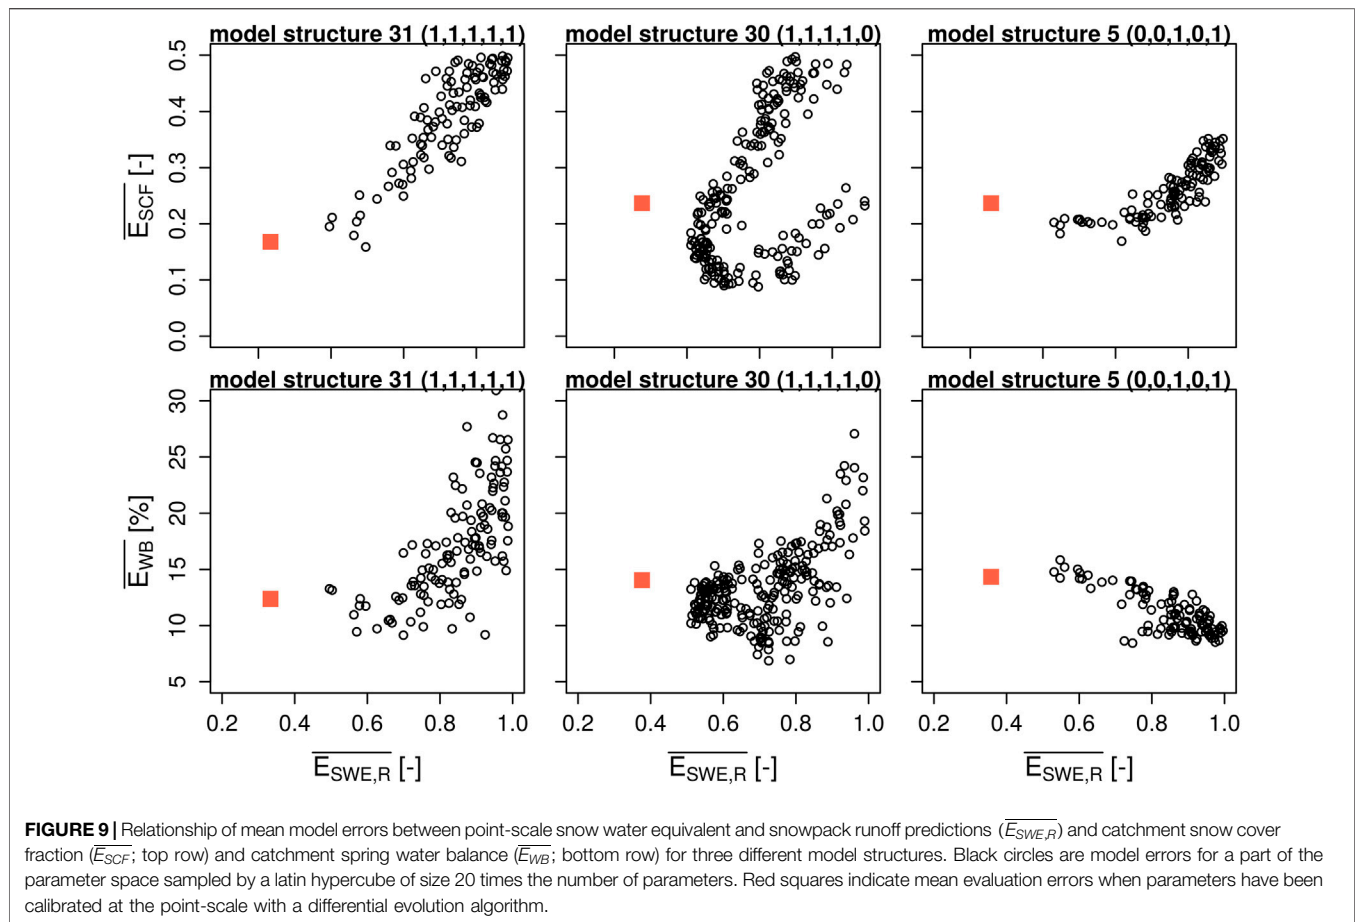 model structure 31 (1,1,1,1,1)
model structure 30 (1,1,1,1,0)
model structure 5 (0,0,1,0,1)
E_SCF [-]
0.5
0.4
0.3
0.2
0.1
0.0
model structure 31 (1,1,1,1,1)
model structure 30 (1,1,1,1,0)
model structure 5 (0,0,1,0,1)
E_WB [%]
30
25
20
15
10
5
0.2 0.4 0.6 0.8 1.0
0.2 0.4 0.6 0.8 1.0
0.2 0.4 0.6 0.8 1.0
E_SWE,R [-]
E_SWE,R [-]
E_SWE,R [-]
FIGURE 9 | Relationship of mean model errors between point-scale snow water equivalent and snowpack runoff predictions (E_SWE,R) and catchment snow cover
fraction (E_SCF; top row) and catchment spring water balance (E_WB; bottom row) for three different model structures. Black circles are model errors for a part of the
parameter space sampled by a latin hypercube of size 20 times the number of parameters. Red squares indicate mean evaluation errors when parameters have been
calibrated at the point-scale with a differential evolution algorithm.